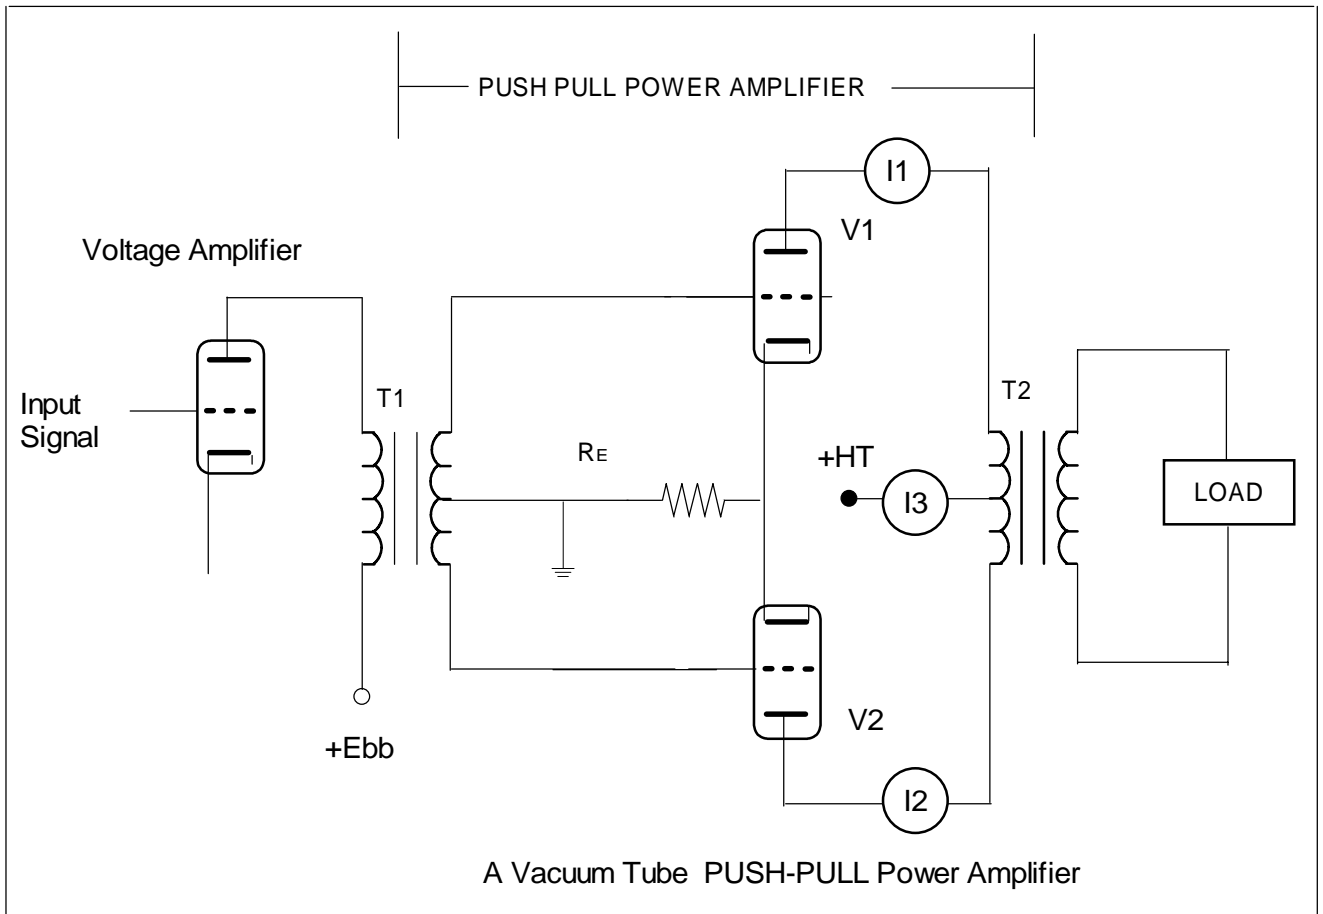 PUSH PULL POWER AMPLIFIER
I1
V1
Voltage Amplifier
T1
T2
Input
Signal
RE
+HT
I3
LOAD
V2
+Ebb
I2
A Vacuum Tube PUSH-PULL Power Amplifier